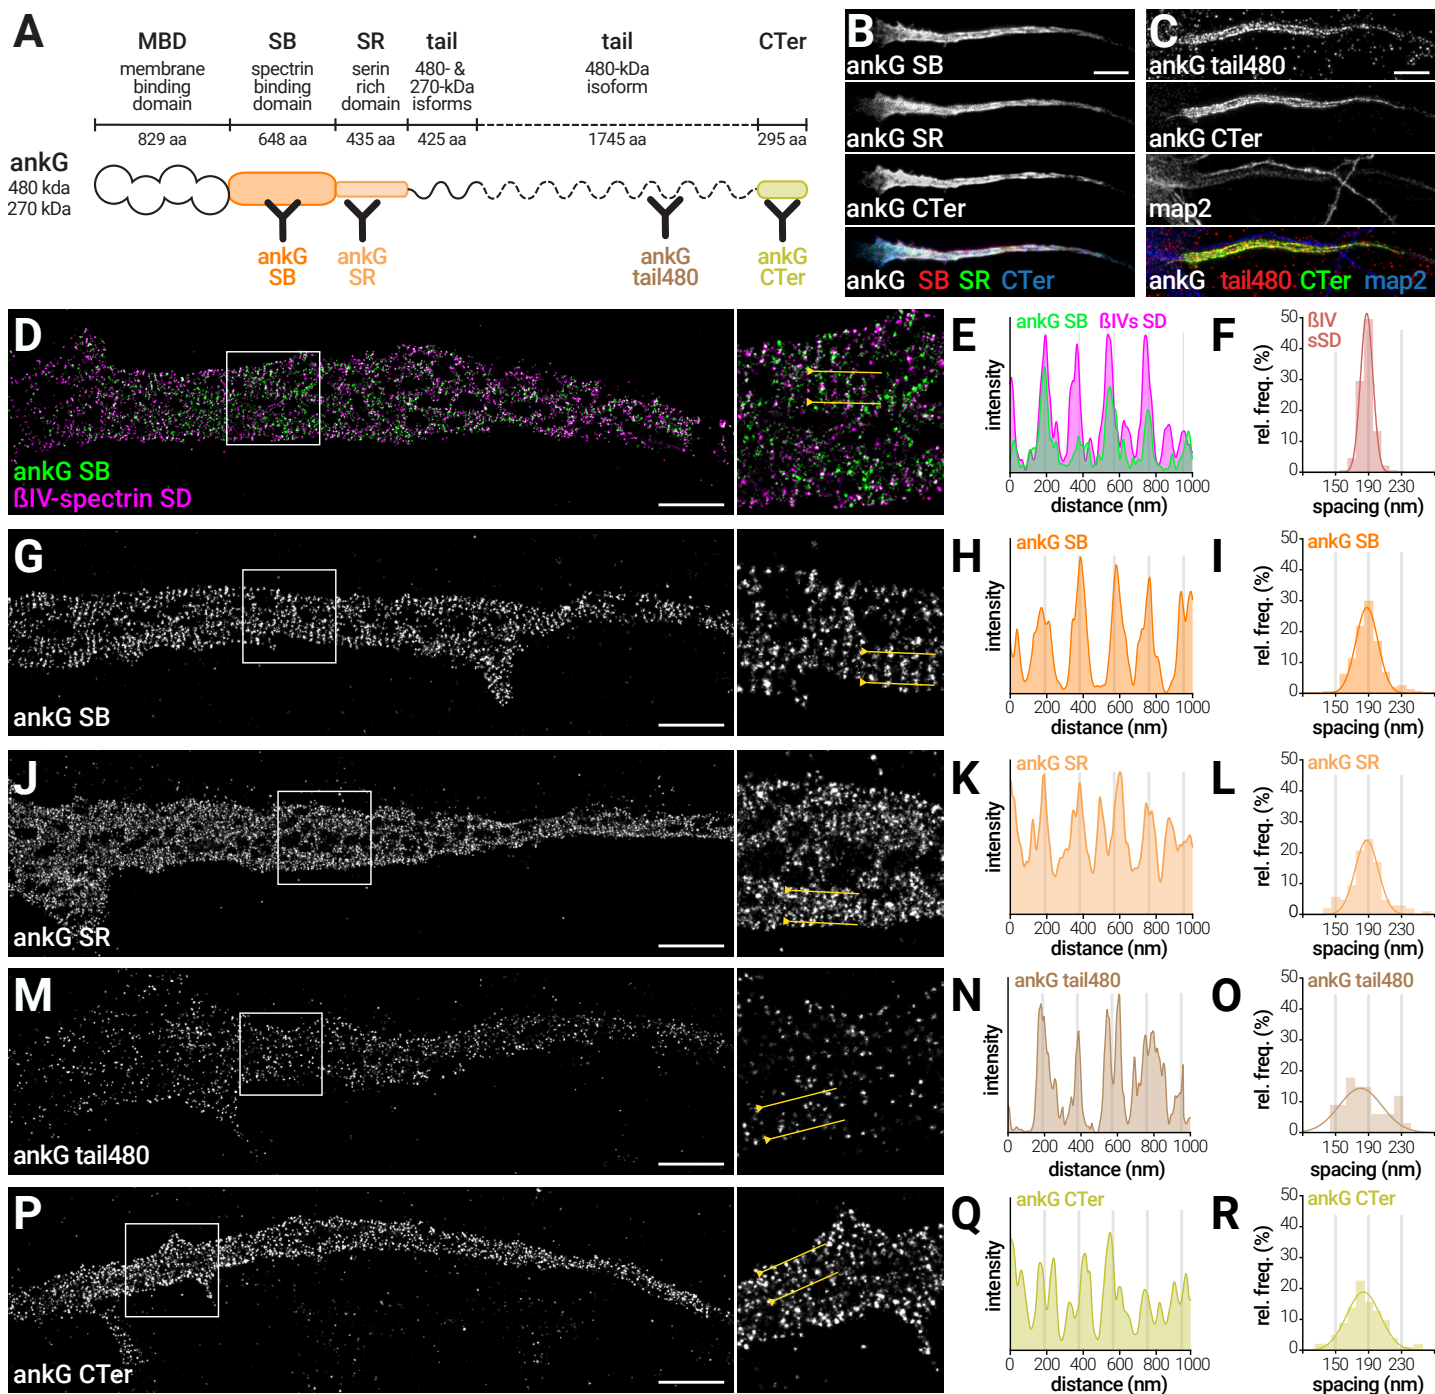 A
MBD
SB
SR
tail
tail
CTer
membrane
binding
domain
spectrin
binding
domain
serin
rich
domain
480- &
270-kDa
isforms
480-kDa
isoform
829 aa
648 aa
435 aa
425 aa
1745 aa
295 aa
ankG
480 kda
270 kDa
ankG
SB
ankG
SR
ankG
tail480
ankG
CTer
B
ankG SB
ankG SR
ankG CTer
ankG SB SR CTer
C
ankG tail480
ankG CTer
map2
ankG tail480 CTer map2
D
ankG SB
ßIV-spectrin SD
E
ankG SB ßIVs SD
intensity
0 200 400 600 800 1000
distance (nm)
F
ßIV
sSD
rel. freq. (%)
50
40
30
20
10
0
150 190 230
spacing (nm)
G
ankG SB
H
ankG SB
intensity
0 200 400 600 800 1000
distance (nm)
I
ankG SB
rel. freq. (%)
50
40
30
20
10
0
150 190 230
spacing (nm)
J
ankG SR
K
ankG SR
intensity
0 200 400 600 800 1000
distance (nm)
L
ankG SR
rel. freq. (%)
50
40
30
20
10
0
150 190 230
spacing (nm)
M
ankG tail480
N
ankG tail480
intensity
0 200 400 600 800 1000
distance (nm)
O
ankG tail480
rel. freq. (%)
50
40
30
20
10
0
150 190 230
spacing (nm)
P
ankG CTer
Q
ankG CTer
intensity
0 200 400 600 800 1000
distance (nm)
R
ankG CTer
rel. freq. (%)
50
40
30
20
10
0
150 190 230
spacing (nm)